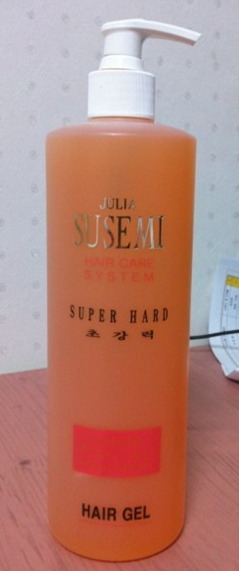 JULIA
SUSEMI
HAIR CARE
SYSTEM
SUPER HARD
초강력
HAIR GEL